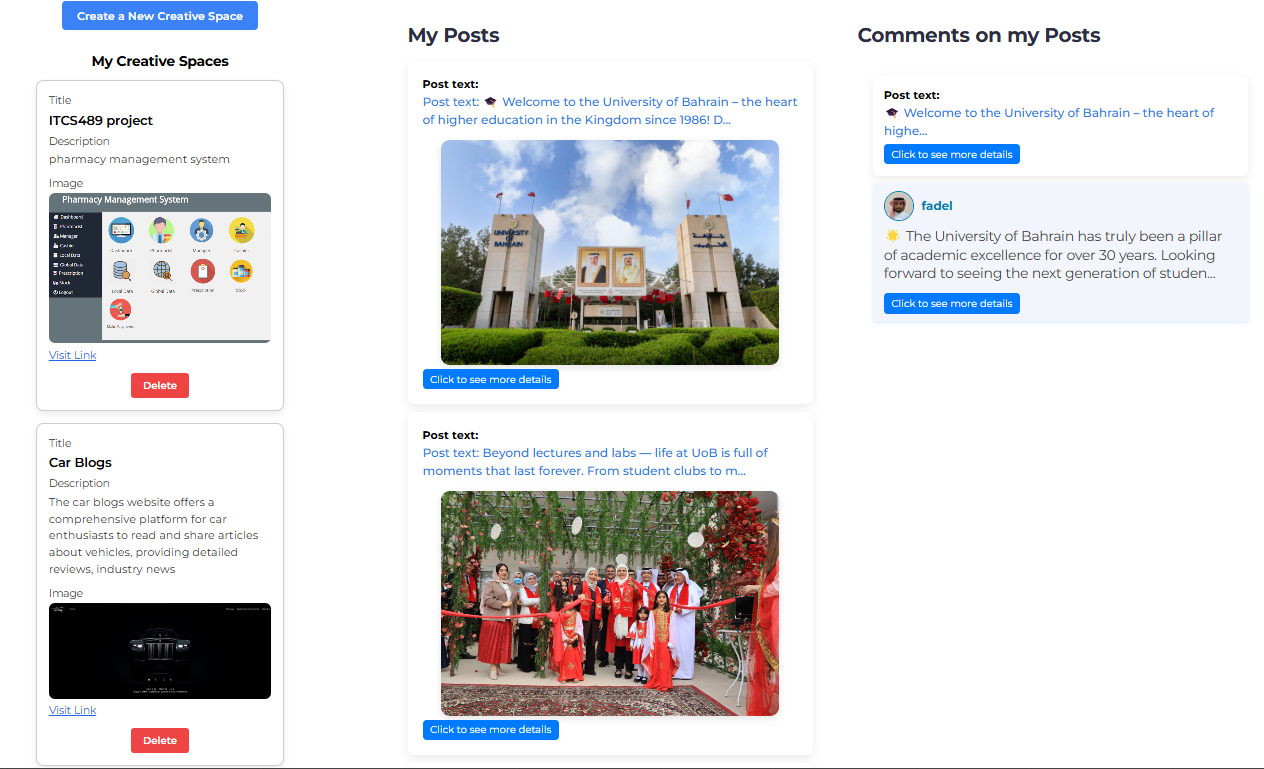 Create a New Creative Space
My Creative Spaces
Title
ITCS489 project
Description
pharmacy management system
Image
Pharmacy Management System
Dashboard
Pharmacist
Manager
Cashier
Local Data
Global Data
Prescription
Stock
Logout
Dashboard
Pharmacist
Manager
Cashier
Local Data
Global Data
Prescription
Stock
Make Payments
Visit Link
Delete
Title
Car Blogs
Description
The car blogs website offers a
comprehensive platform for car
enthusiasts to read and share articles
about vehicles, providing detailed
reviews, industry news
Image
Visit Link
Delete
My Posts
Post text:
Post text: 🎓 Welcome to the University of Bahrain – the heart
of higher education in the Kingdom since 1986! D...
UNIVERSITY
OF BAHRAIN
Click to see more details
Post text:
Post text: Beyond lectures and labs — life at UoB is full of
moments that last forever. From student clubs to m...
Click to see more details
Comments on my Posts
Post text:
🎓 Welcome to the University of Bahrain – the heart of
highe...
Click to see more details
fadel
🌟 The University of Bahrain has truly been a pillar
of academic excellence for over 30 years. Looking
forward to seeing the next generation of studen...
Click to see more details